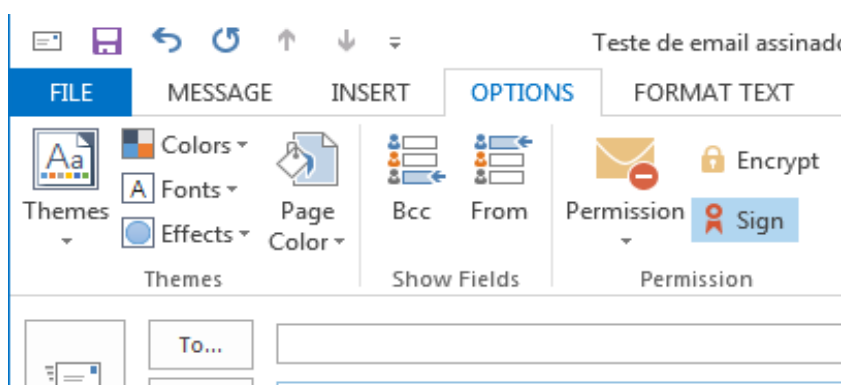 Teste de email assinado
FILE MESSAGE INSERT OPTIONS FORMAT TEXT
Aa
Themes
Colors
A Fonts
Effects
Page
Color
Themes
Bcc
From
Show Fields
Permission
Encrypt
Sign
Permission
To...